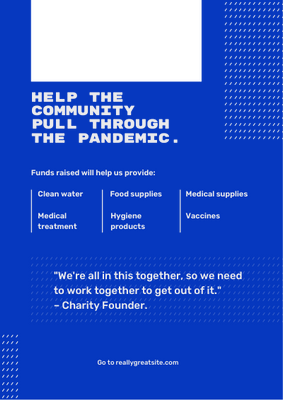 HELP THE
COMMUNITY
PULL THROUGH
THE PANDEMIC.
Funds raised will help us provide:
Clean water
Food supplies
Medical supplies
Medical
treatment
Hygiene
products
Vaccines
"We're all in this together, so we need
to work together to get out of it."
– Charity Founder.
Go to reallygreatsite.com